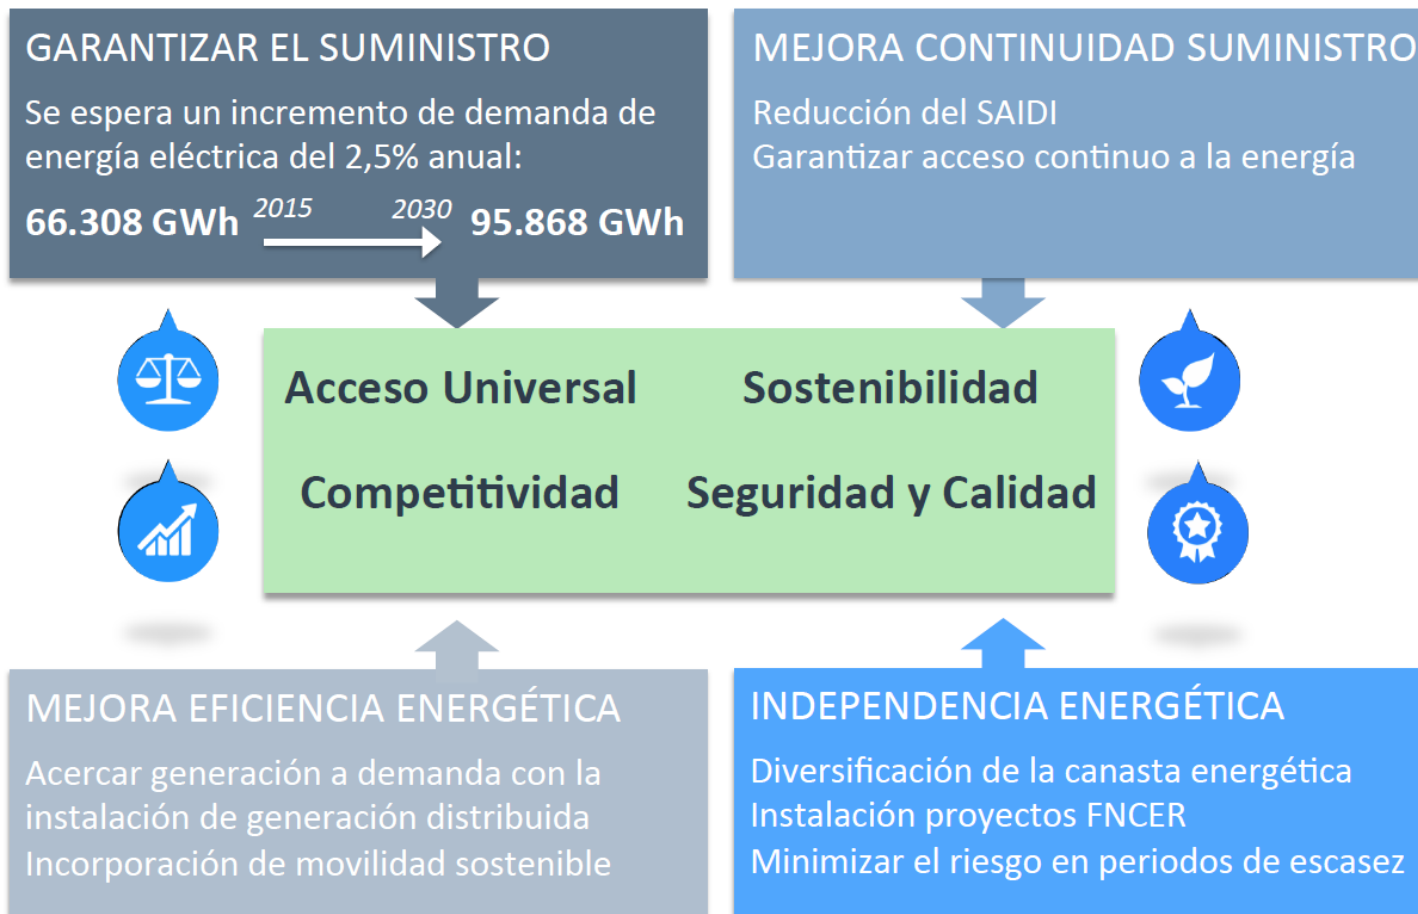 GARANTIZAR EL SUMINISTRO
Se espera un incremento de demanda de
energía eléctrica del 2,5% anual:
66.308 GWh 2015 2030 95.868 GWh
MEJORA CONTINUIDAD SUMINISTRO
Reducción del SAIDI
Garantizar acceso continuo a la energía
Acceso Universal
Sostenibilidad
Competitividad
Seguridad y Calidad
MEJORA EFICIENCIA ENERGÉTICA
Acercar generación a demanda con la
instalación de generación distribuida
Incorporación de movilidad sostenible
INDEPENDENCIA ENERGÉTICA
Diversificación de la canasta energética
Instalación proyectos FNCER
Minimizar el riesgo en periodos de escasez